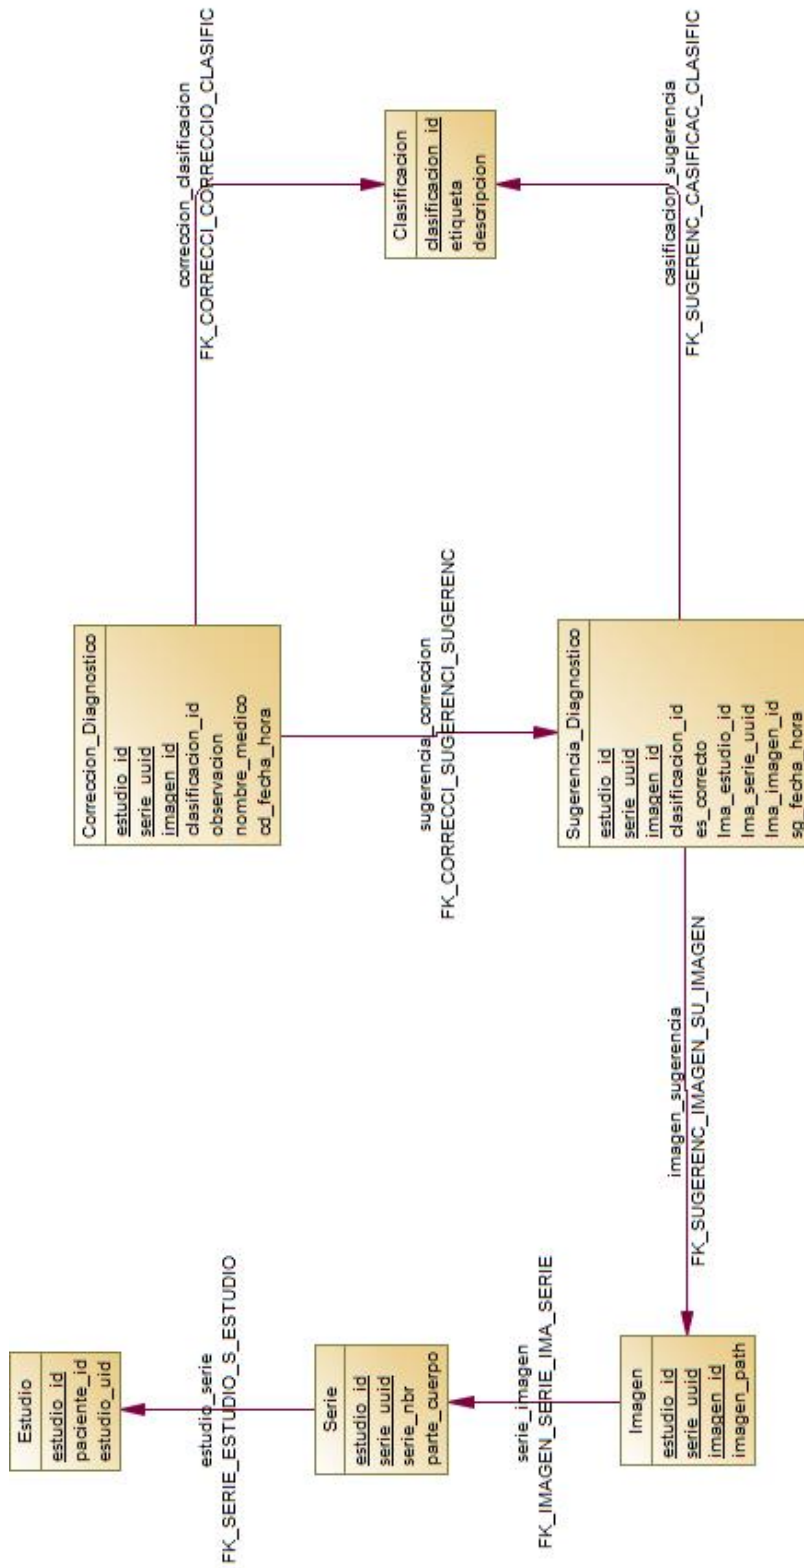 Estudio
estudio_id
paciente_id
estudio_uid
estudio_serie
FK_SERIE_ESTUDIO_S_ESTUDIO
Serie
estudio_id
serie_uuid
serie_nbr
parte_cuerpo
serie_imagen
FK_IMAGEN_SERIE_IMA_SERIE
Imagen
estudio_id
serie_uuid
imagen_id
imagen_path
imagen_sugerencia
FK_SUGERENC_IMAGEN_SU_IMAGEN
Correccion_Diagnostico
estudio_id
serie_uuid
imagen_id
clasificacion_id
observacion
nombre_medico
cd_fecha_hora
sugerencia_correccion
FK_CORRECCI_SUGERENCI_SUGERENC
Sugerencia_Diagnostico
estudio_id
serie_uuid
imagen_id
clasificacion_id
es_correcto
Ima_estudio_id
Ima_serie_uuid
Ima_imagen_id
sg_fecha_hora
correccion_clasificacion
FK_CORRECCI_CORRECCIO_CLASIFIC
Clasificacion
clasificacion_id
etiqueta
descripcion
casificacion_sugerencia
FK_SUGERENC_CASIFICAC_CLASIFIC